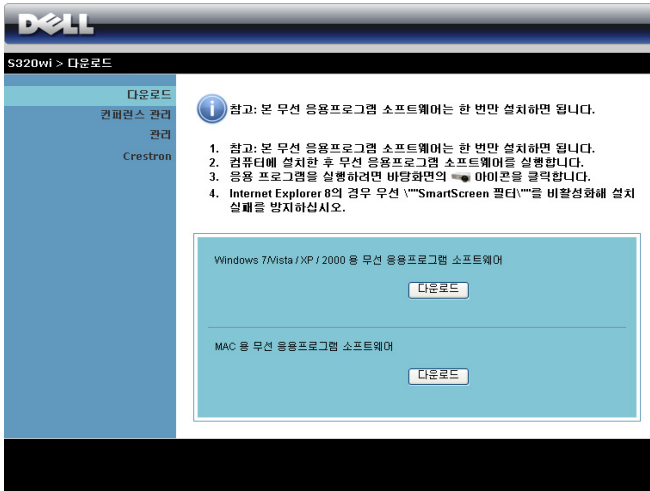 DELL
S320wi > 다운로드
다운로드
컨퍼런스 관리
관리
Crestron
참고: 본 무선 응용프로그램 소프트웨어는 한 번만 설치하면 됩니다.
1. 참고: 본 무선 응용프로그램 소프트웨어는 한 번만 설치하면 됩니다.
2. 컴퓨터에 설치한 후 무선 응용프로그램 소프트웨어를 실행합니다.
3. 응용 프로그램을 실행하려면 바탕화면의 아이콘을 클릭합니다.
4. Internet Explorer 8의 경우 무선 \""SmartScreen 필터\""를 비활성화해 설치
실패를 방지하십시오.
Windows 7/Vista / XP / 2000 용 무선 응용프로그램 소프트웨어
다운로드
MAC 용 무선 응용프로그램 소프트웨어
다운로드